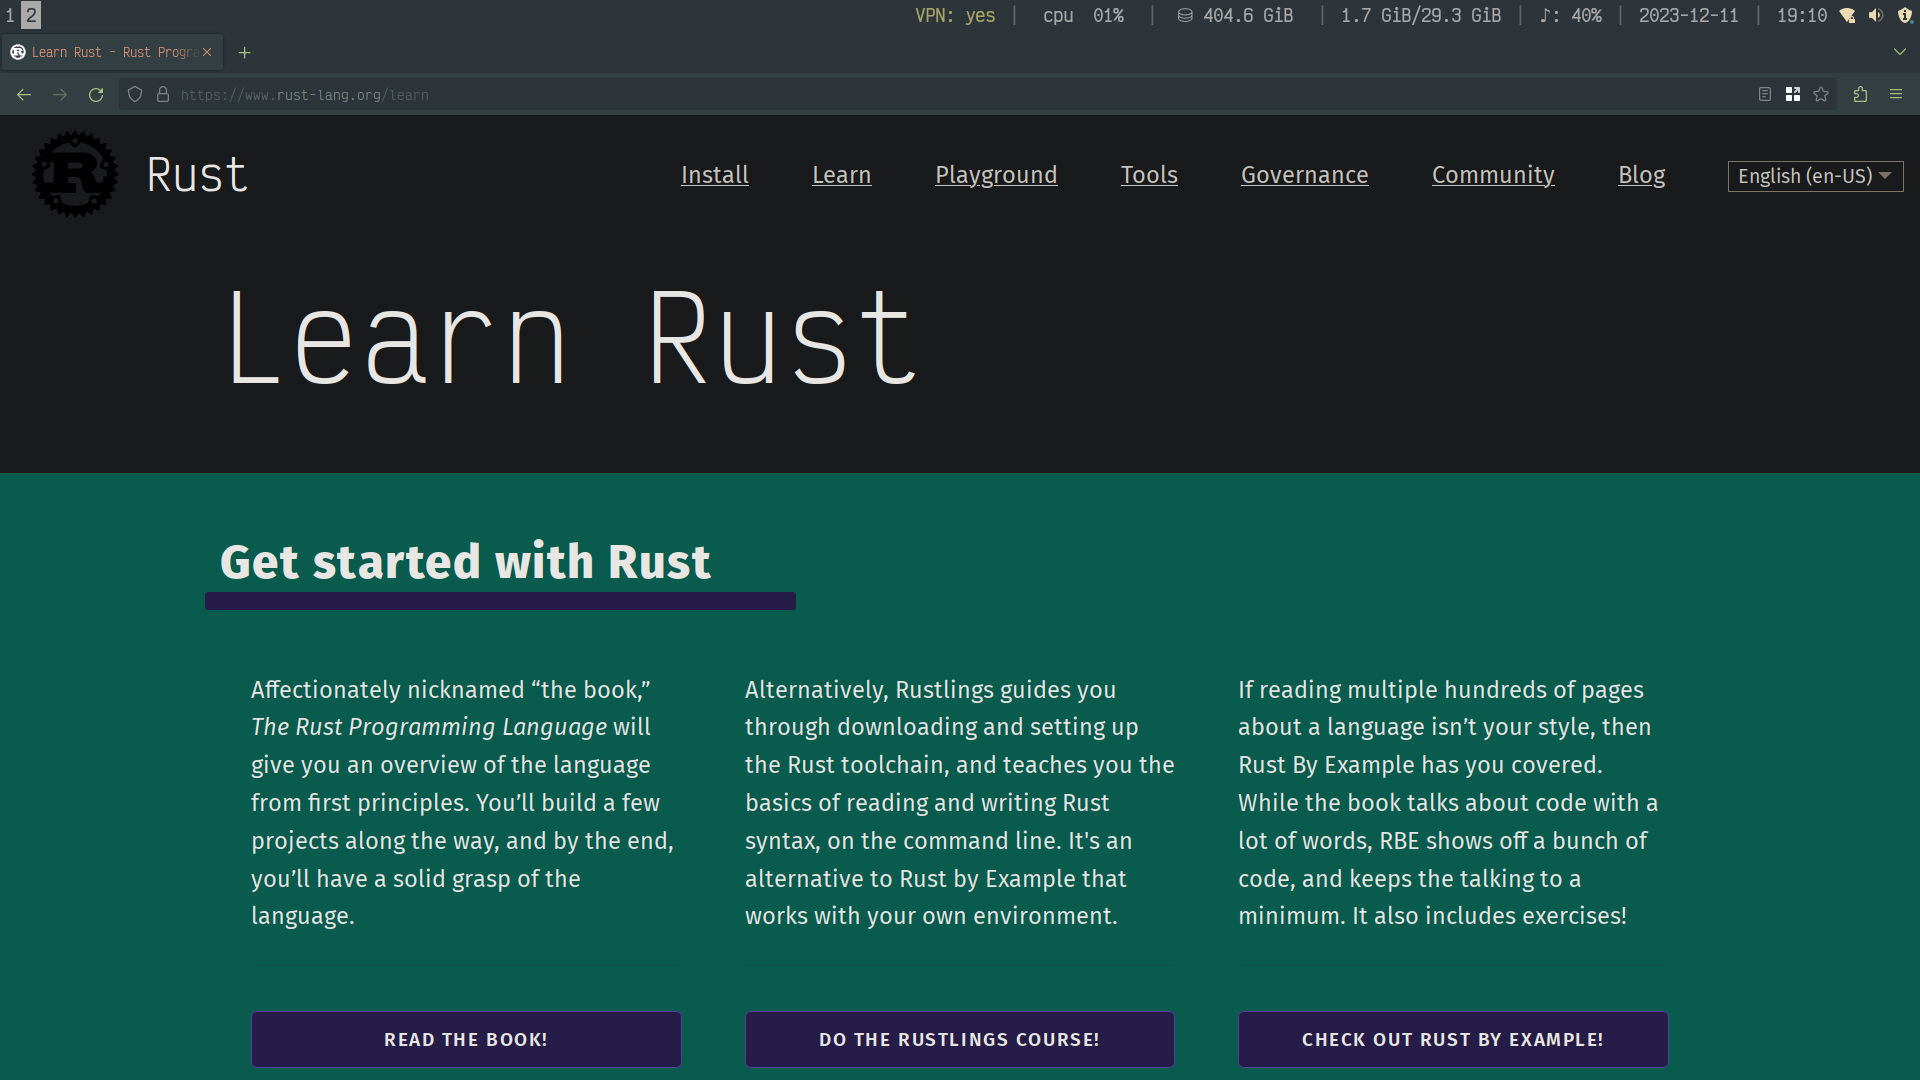 1 2 VPN: yes | cpu 01% | 404.6 GiB | 1.7 GiB/29.3 GiB | ♪: 40% | 2023-12-11 | 19:10
Learn Rust - Rust Progra
https://www.rust-lang.org/learn
Rust Install Learn Playground Tools Governance Community Blog English (en-US)
Learn Rust
Get started with Rust
Affectionately nicknamed “the book,”
The Rust Programming Language will
give you an overview of the language
from first principles. You’ll build a few
projects along the way, and by the end,
you’ll have a solid grasp of the
language.
READ THE BOOK!
Alternatively, Rustlings guides you
through downloading and setting up
the Rust toolchain, and teaches you the
basics of reading and writing Rust
syntax, on the command line. It's an
alternative to Rust by Example that
works with your own environment.
DO THE RUSTLINGS COURSE!
If reading multiple hundreds of pages
about a language isn’t your style, then
Rust By Example has you covered.
While the book talks about code with a
lot of words, RBE shows off a bunch of
code, and keeps the talking to a
minimum. It also includes exercises!
CHECK OUT RUST BY EXAMPLE!